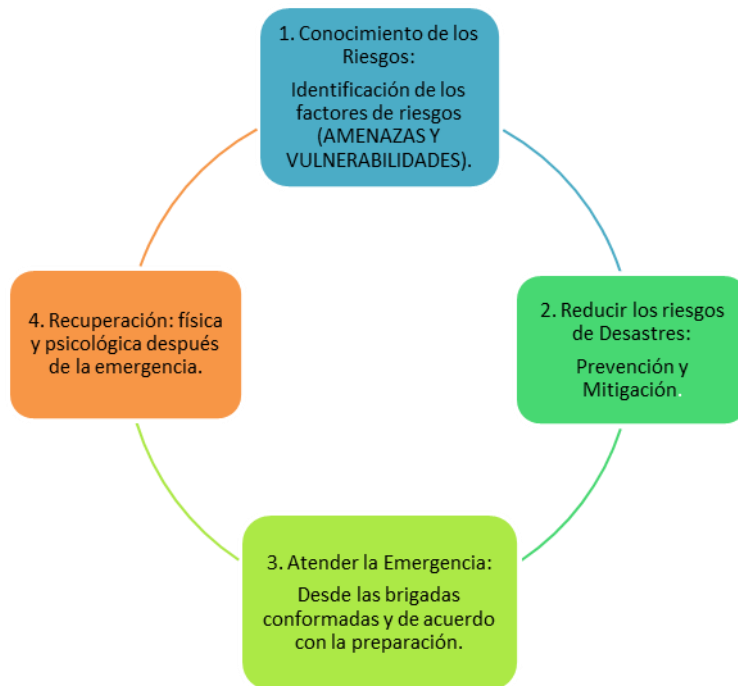 1. Conocimiento de los
Riesgos:
Identificación de los
factores de riesgos
(AMENAZAS Y
VULNERABILIDADES).
2. Reducir los riesgos
de Desastres:
Prevención y
Mitigación.
3. Atender la Emergencia:
Desde las brigadas
conformadas y de acuerdo
con la preparación.
4. Recuperación: física
y psicológica después
de la emergencia.